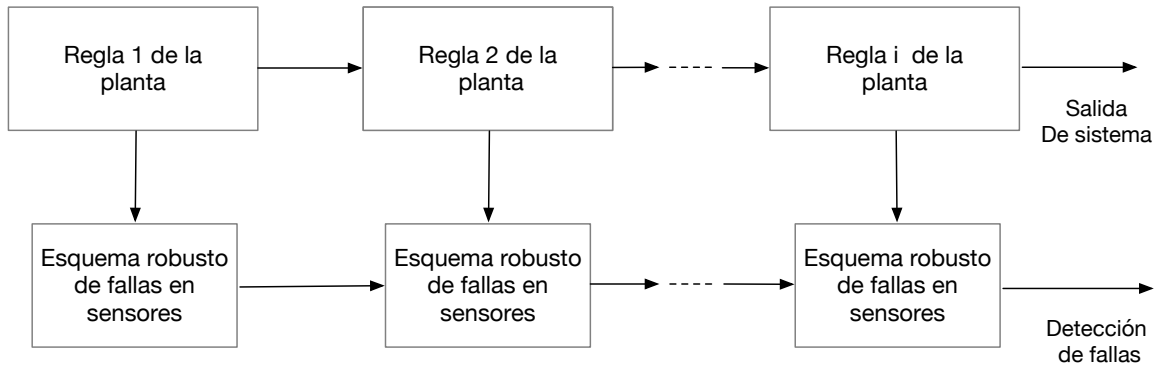 Regla 1 de la
planta
Regla 2 de la
planta
Regla i de la
planta
Salida
De sistema
Esquema robusto
de fallas en
sensores
Esquema robusto
de fallas en
sensores
Esquema robusto
de fallas en
sensores
Detección
de fallas